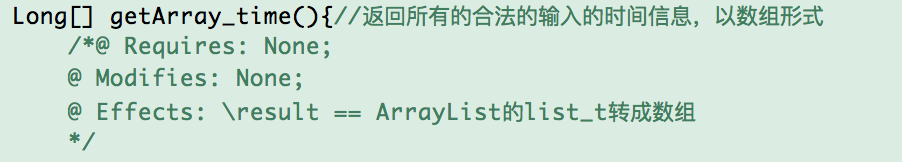 Long[] getArray_time(){//返回所有的合法的输入的时间信息，以数组形式
/*@ Requires: None;
@ Modifies: None;
@ Effects: \result == ArrayList的list_t转成数组
*/